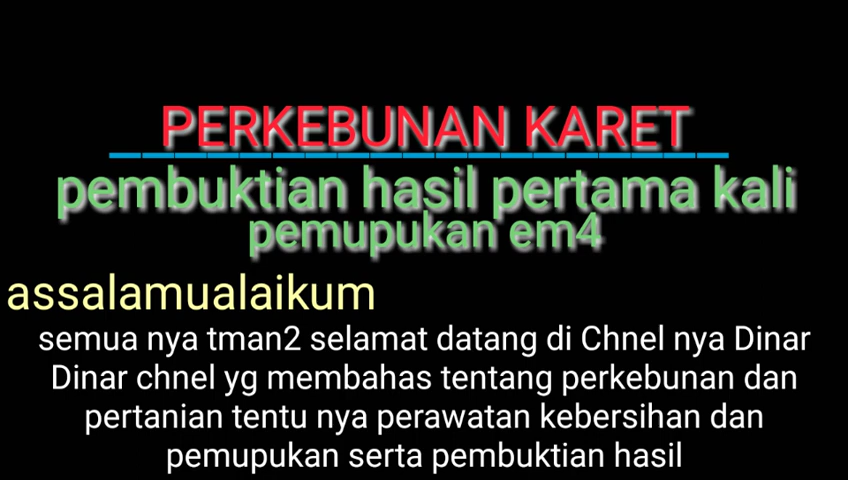 PERKEBUNAN KARET
pembuktian hasil pertama kali
pemupukan em4
assalamualaikum
semua nya tman2 selamat datang di Chnel nya Dinar
Dinar chnel yg membahas tentang perkebunan dan
pertanian tentu nya perawatan kebersihan dan
pemupukan serta pembuktian hasil